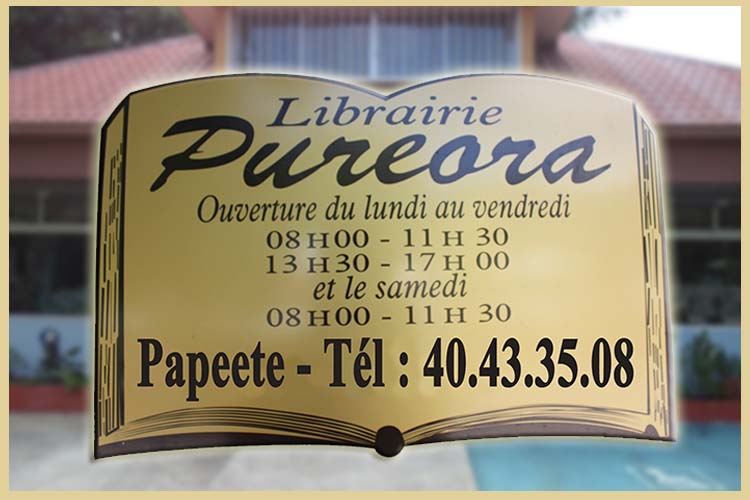 Librairie
Pureora
Ouverture du lundi au vendredi
08H00 - 11H30
13H30 - 17H00
et le samedi
08H00 - 11H30
Papeete - Tél : 40.43.35.08